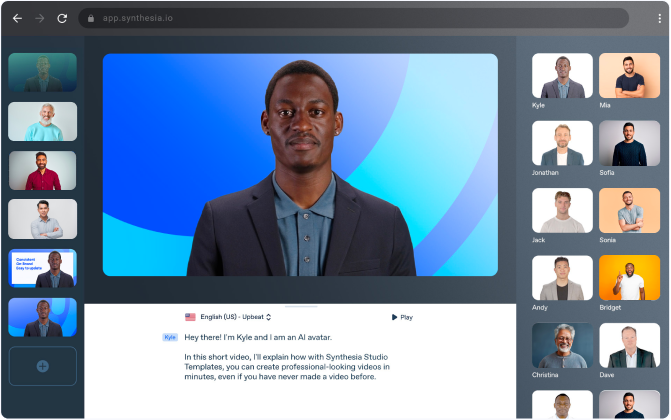 app.synthesia.io
Kyle
Mia
Jonathan
Sofia
Jack
Sonia
Andy
Bridget
Christina
Dave
Consistent
On Brand
Easy to update
English (US) - Upbeat
Play
Kyle
Hey there! I'm Kyle and I am an AI avatar.
In this short video, I'll explain how with Synthesia Studio
Templates, you can create professional-looking videos in
minutes, even if you have never made a video before.